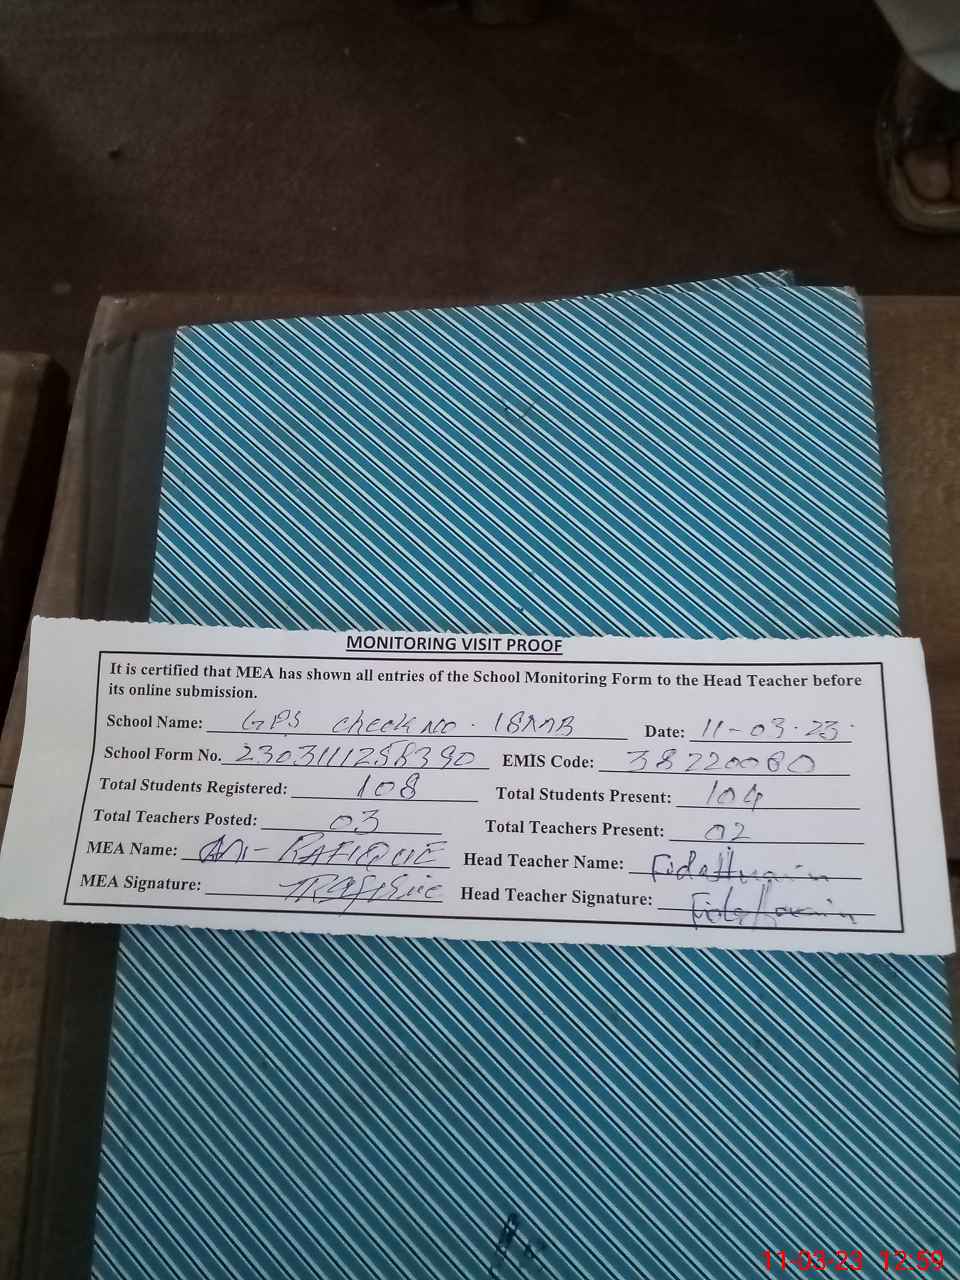 MONITORING VISIT PROOF
It is certified that MEA has shown all entries of the School Monitoring Form to the Head Teacher before
its online submission.
School Name: GPS check No. 18MB Date: 11-03-23
School Form No. 2303111258390 EMIS Code: 38220080
Total Students Registered: 108 Total Students Present: 104
Total Teachers Posted: 03 Total Teachers Present: 02
MEA Name: M-RAFIQUE Head Teacher Name: Fida Husain
MEA Signature: Head Teacher Signature:
11-03-23 12:59